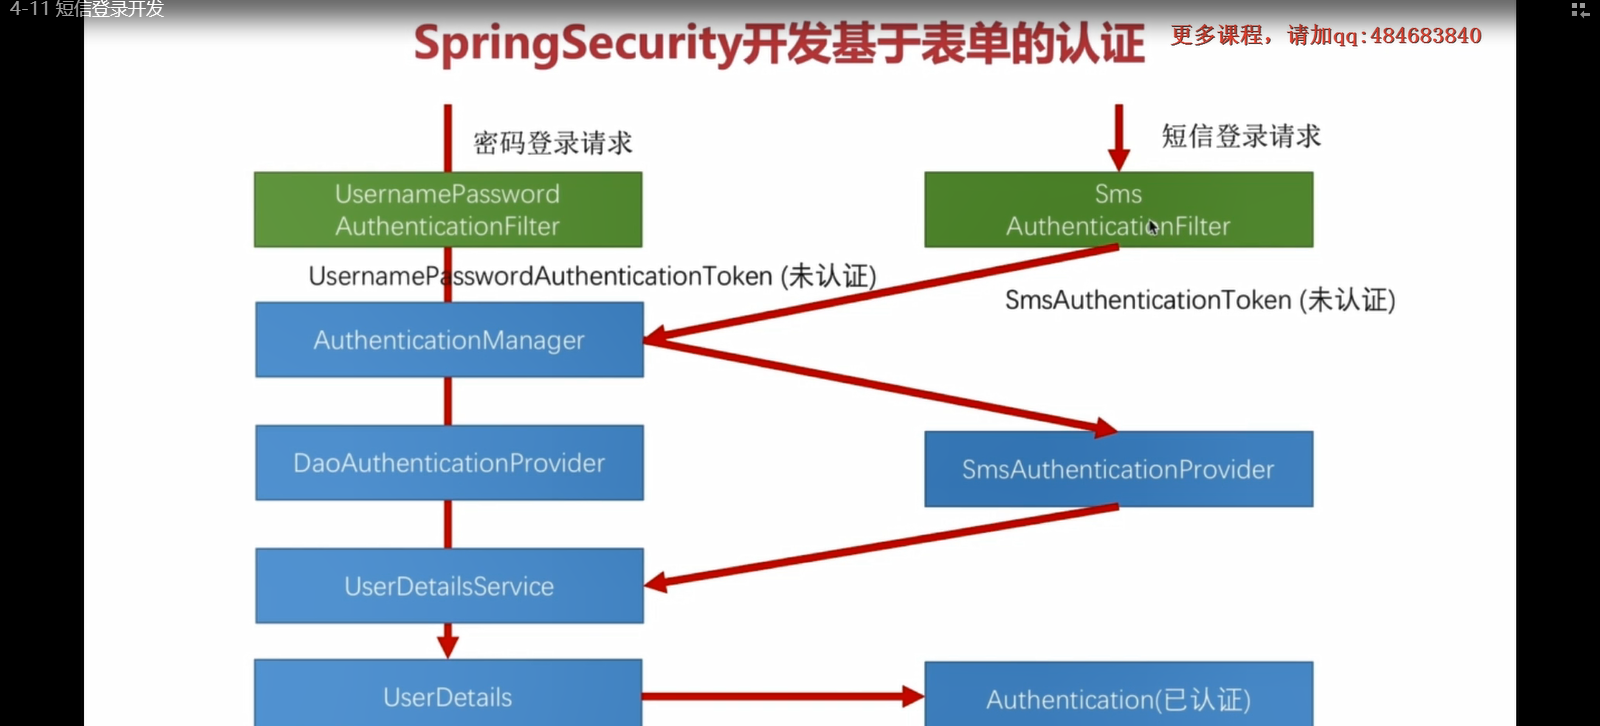 4-11 短信登录开发
SpringSecurity开发基于表单的认证
更多课程，请加qq:484683840
密码登录请求
短信登录请求
UsernamePassword
AuthenticationFilter
Sms
AuthenticationFilter
UsernamePasswordAuthenticationToken (未认证)
SmsAuthenticationToken (未认证)
AuthenticationManager
DaoAuthenticationProvider
SmsAuthenticationProvider
UserDetailsService
UserDetails
Authentication(已认证)